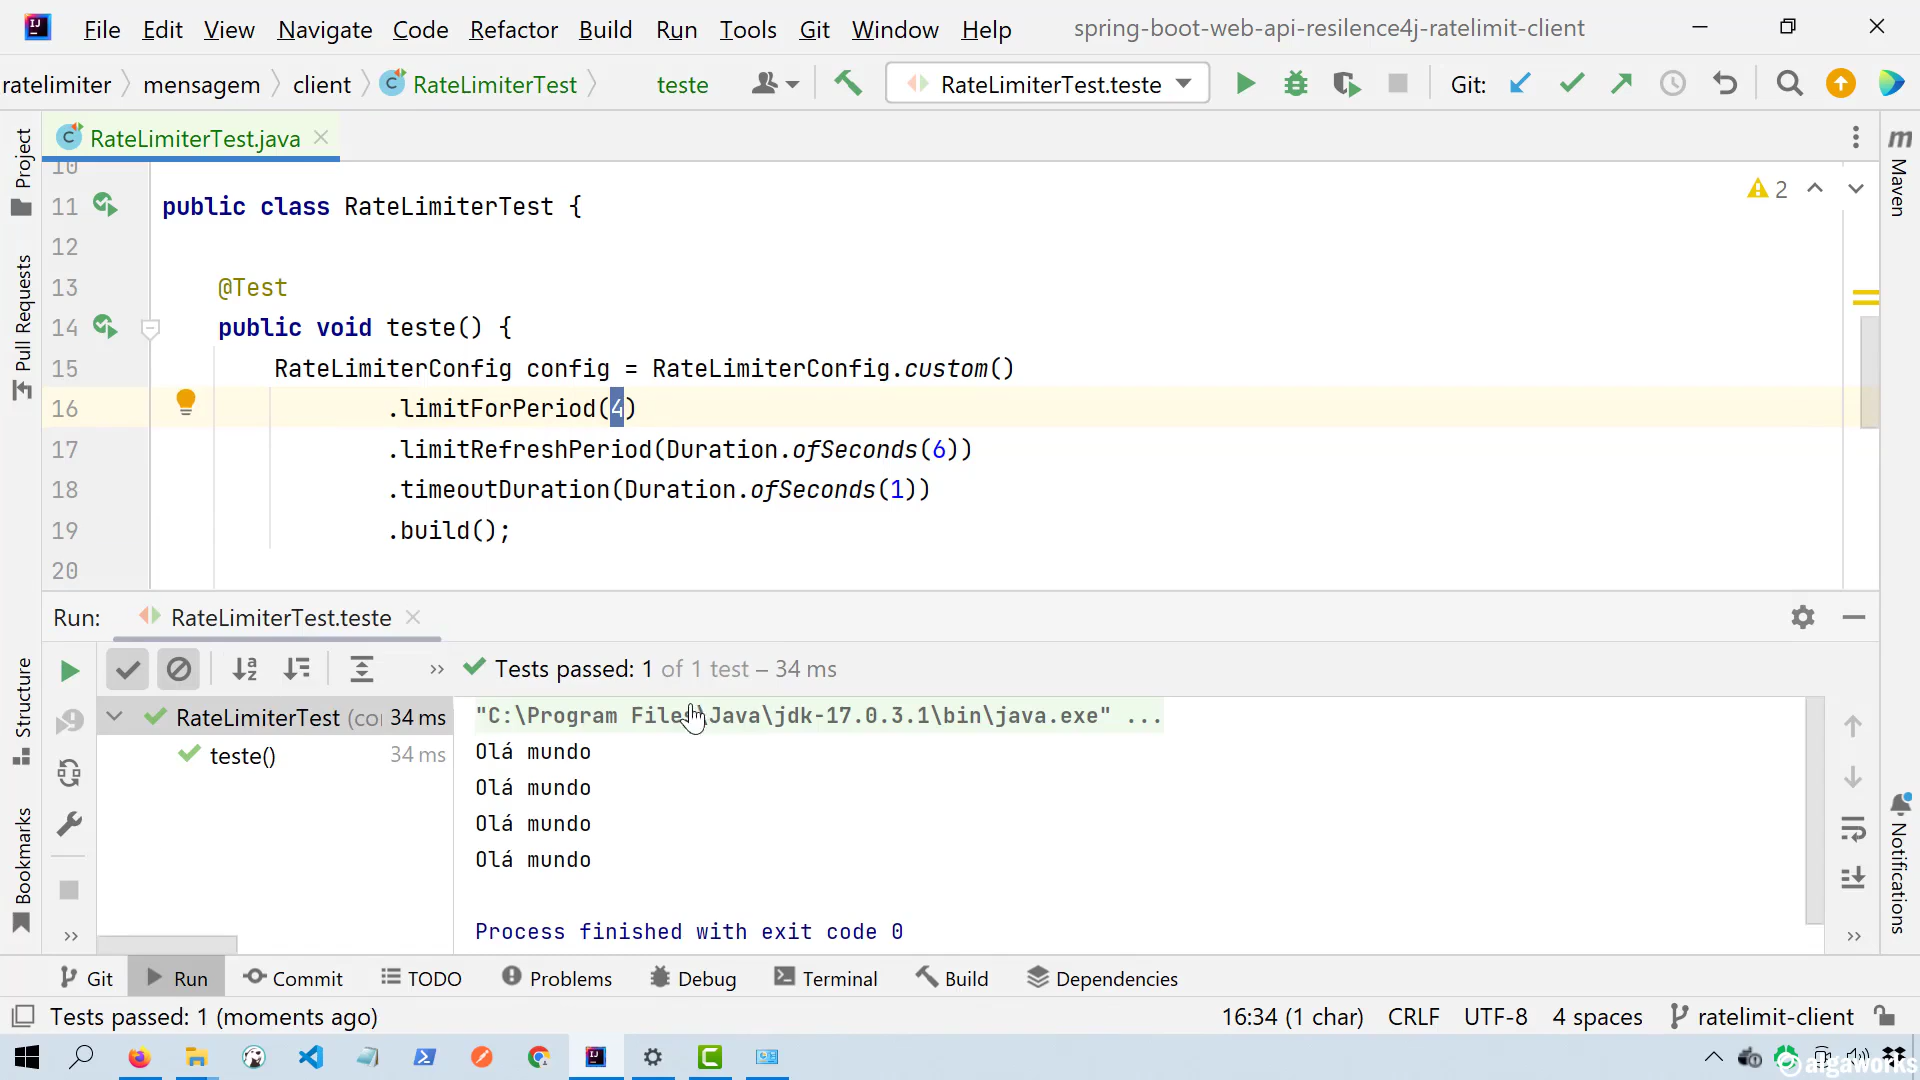 File Edit View Navigate Code Refactor Build Run Tools Git Window Help spring-boot-web-api-resilence4j-ratelimit-client
ratelimiter mensagem client RateLimiterTest teste RateLimiterTest.teste Git:
RateLimiterTest.java
10
11 public class RateLimiterTest { 2
12
13 @Test
14 public void teste() {
15 RateLimiterConfig config = RateLimiterConfig.custom()
16 .limitForPeriod(4)
17 .limitRefreshPeriod(Duration.ofSeconds(6))
18 .timeoutDuration(Duration.ofSeconds(1))
19 .build();
20
Project
Pull Requests
Structure
Bookmarks
Maven
Notifications
Run: RateLimiterTest.teste
Tests passed: 1 of 1 test – 34 ms
RateLimiterTest (co 34 ms
teste() 34 ms
"C:\Program Files\Java\jdk-17.0.3.1\bin\java.exe" ...
Olá mundo
Olá mundo
Olá mundo
Olá mundo
Process finished with exit code 0
Git Run Commit TODO Problems Debug Terminal Build Dependencies
Tests passed: 1 (moments ago) 16:34 (1 char) CRLF UTF-8 4 spaces ratelimit-client
algaworks